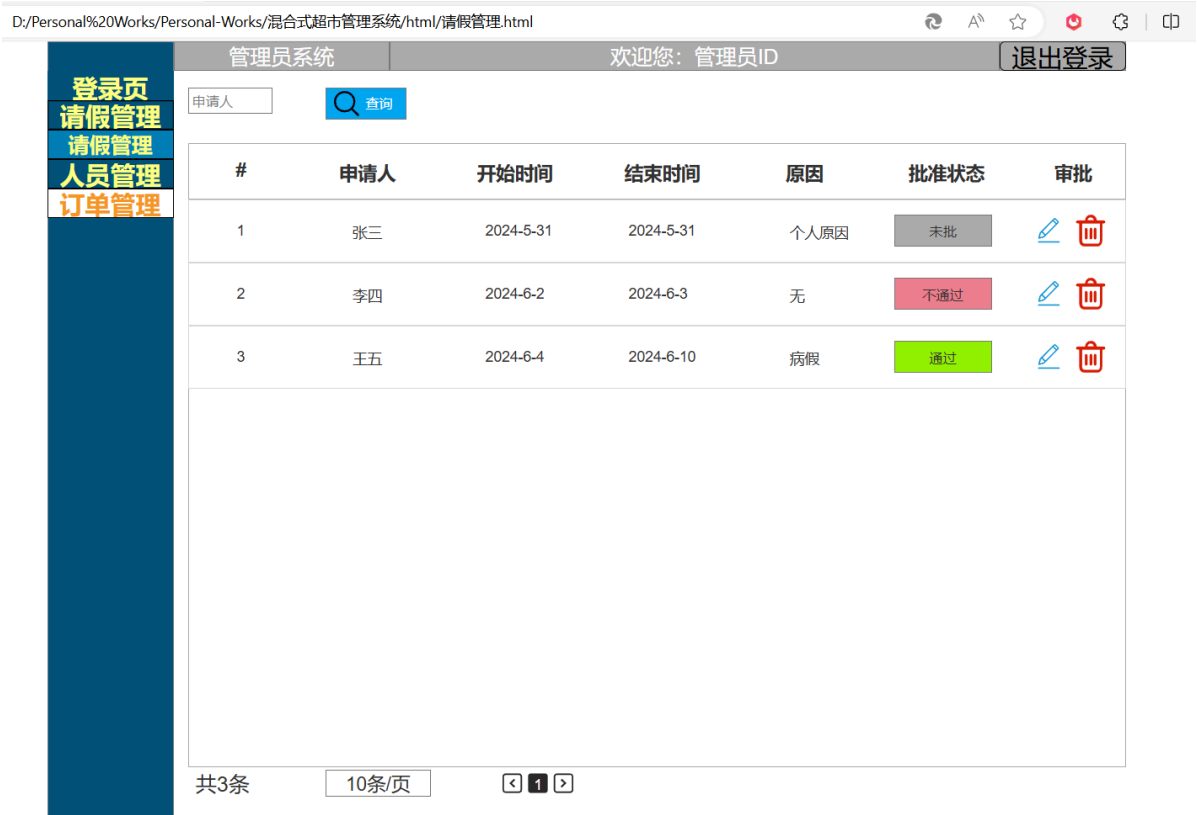 D:/Personal%20Works/Personal-Works/混合式超市管理系统/html/请假管理.html
管理员系统 欢迎您：管理员ID 退出登录
登录页
请假管理
请假管理
人员管理
订单管理
申请人 查询
# 申请人 开始时间 结束时间 原因 批准状态 审批
1 张三 2024-5-31 2024-5-31 个人原因 未批
2 李四 2024-6-2 2024-6-3 无 不通过
3 王五 2024-6-4 2024-6-10 病假 通过
共3条 10条/页 1